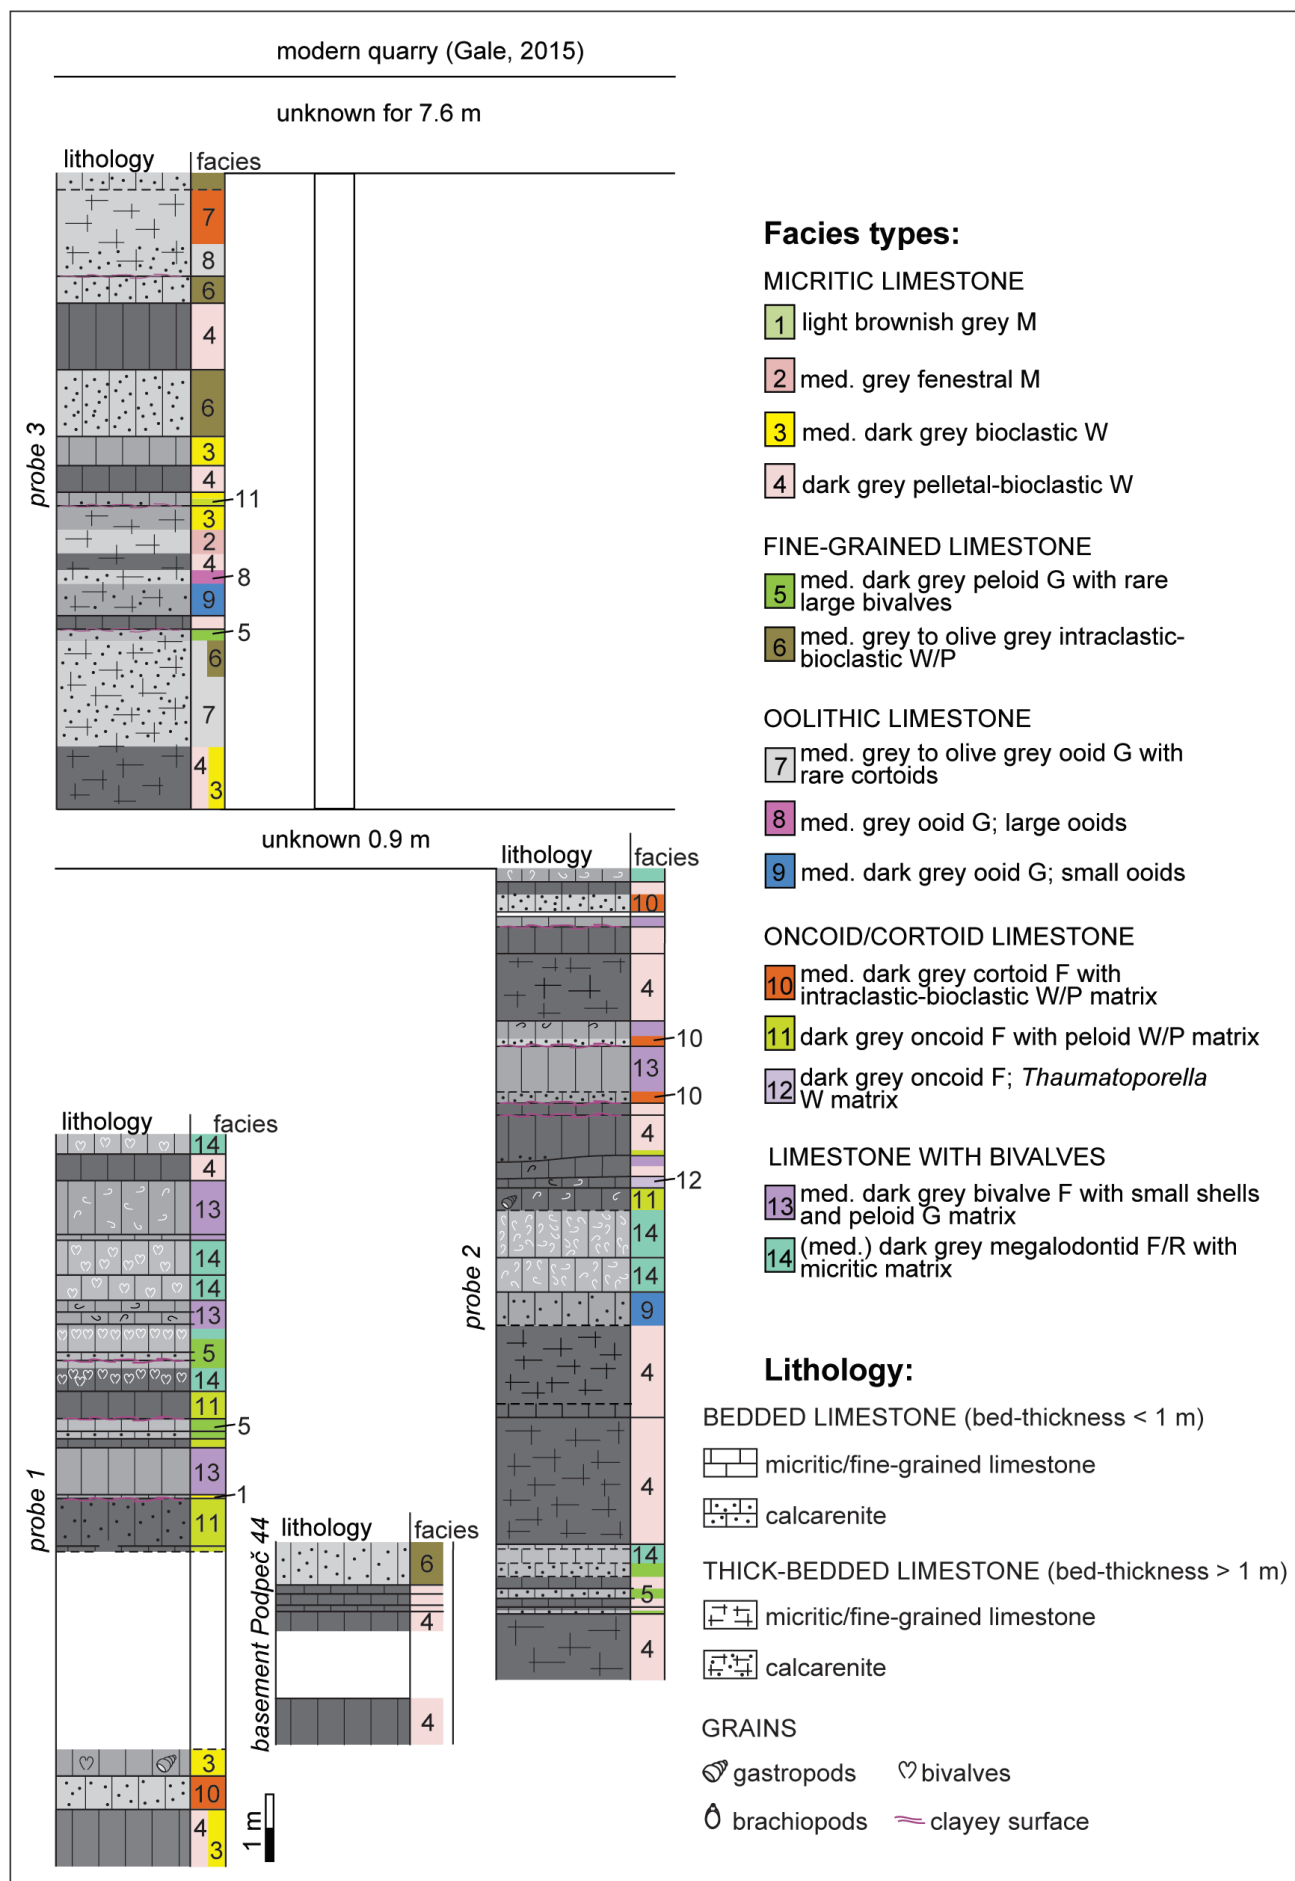 modern quarry (Gale, 2015)
unknown for 7.6 m
lithology facies
7
8
6
4
6
3
4
11
3
2
4
8
9
5
6
7
4
3
probe 3
unknown 0.9 m
lithology facies
10
4
10
13
10
4
12
11
14
14
9
4
4
14
5
4
probe 2
lithology facies
14
4
13
14
14
13
5
14
11
5
13
1
11
3
10
4
3
probe 1
lithology facies
6
4
4
basement Podpeč 44
1 m
Facies types:
MICRITIC LIMESTONE
1 light brownish grey M
2 med. grey fenestral M
3 med. dark grey bioclastic W
4 dark grey pelletal-bioclastic W
FINE-GRAINED LIMESTONE
5 med. dark grey peloid G with rare
large bivalves
6 med. grey to olive grey intraclastic-
bioclastic W/P
OOLITHIC LIMESTONE
7 med. grey to olive grey ooid G with
rare cortoids
8 med. grey ooid G; large ooids
9 med. dark grey ooid G; small ooids
ONCOID/CORTOID LIMESTONE
10 med. dark grey cortoid F with
intraclastic-bioclastic W/P matrix
11 dark grey oncoid F with peloid W/P matrix
12 dark grey oncoid F; Thaumatoporella
W matrix
LIMESTONE WITH BIVALVES
13 med. dark grey bivalve F with small shells
and peloid G matrix
14 (med.) dark grey megalodontid F/R with
micritic matrix
Lithology:
BEDDED LIMESTONE (bed-thickness < 1 m)
micritic/fine-grained limestone
calcarenite
THICK-BEDDED LIMESTONE (bed-thickness > 1 m)
micritic/fine-grained limestone
calcarenite
GRAINS
gastropods bivalves
brachiopods clayey surface